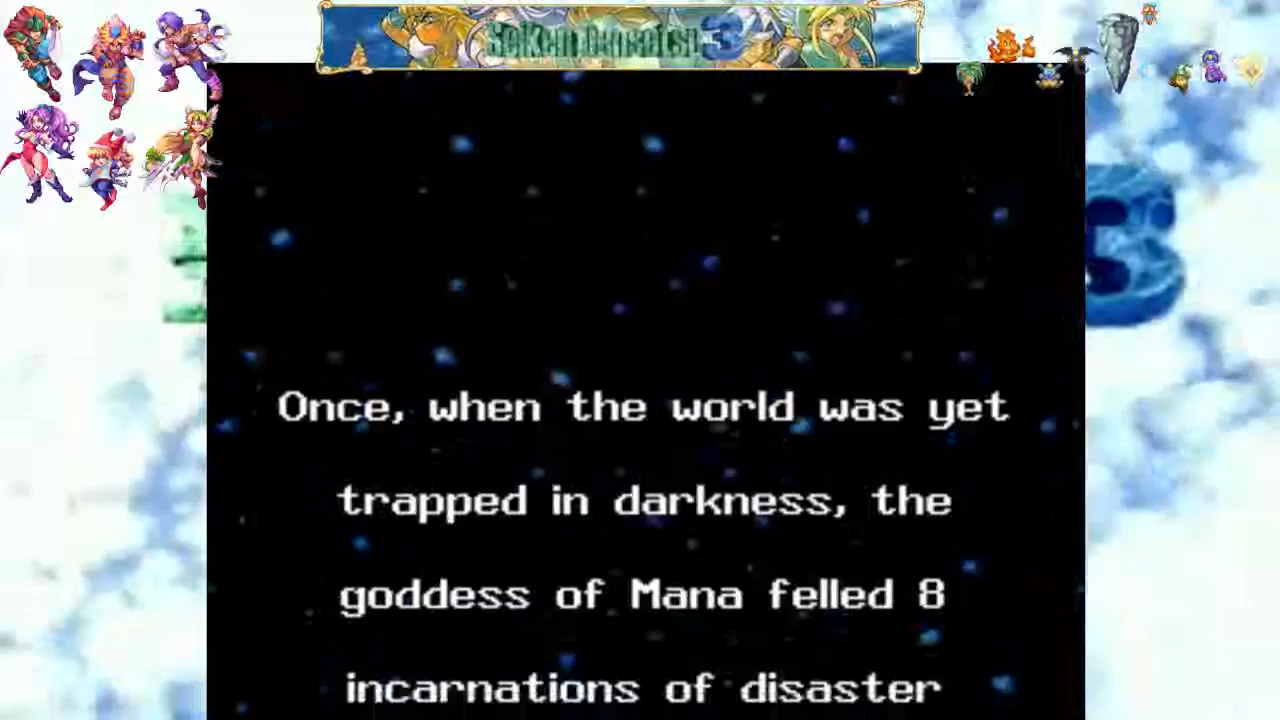 Seiken Densetsu 3
3
Once, when the world was yet
trapped in darkness, the
goddess of Mana felled 8
incarnations of disaster